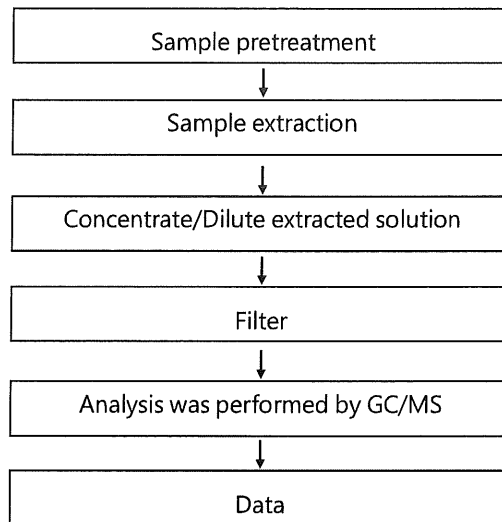 Sample pretreatment
Sample extraction
Concentrate/Dilute extracted solution
Filter
Analysis was performed by GC/MS
Data